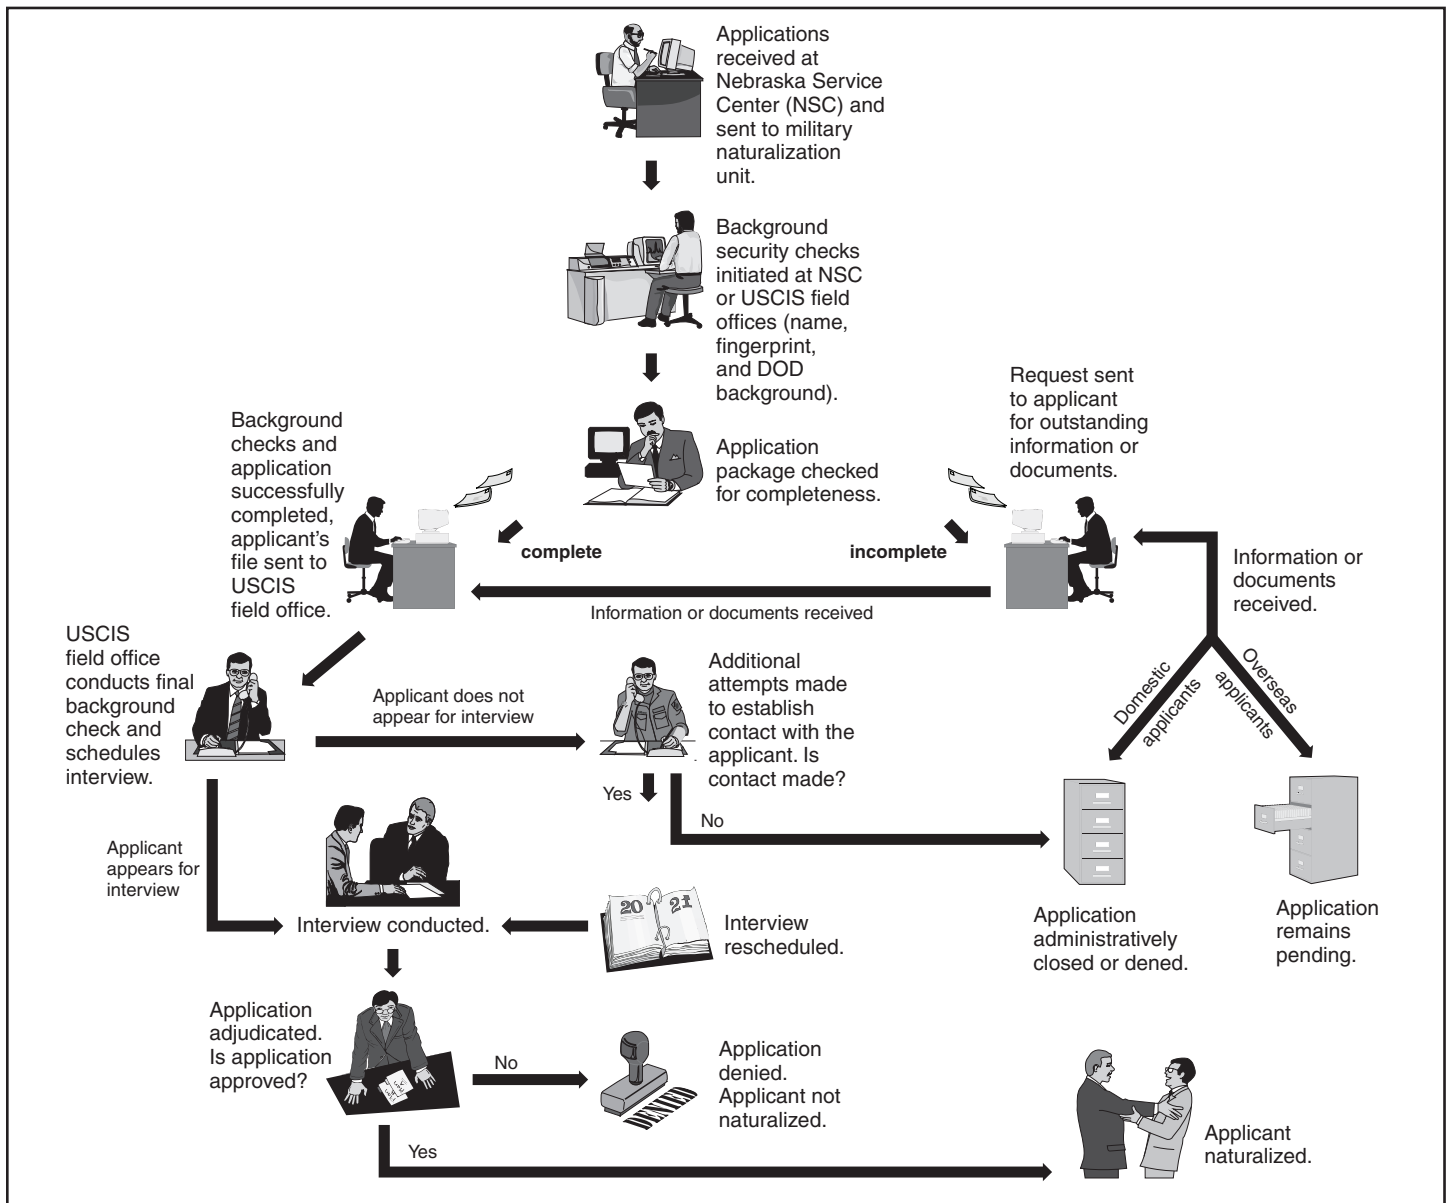 Applications
received at
Nebraska Service
Center (NSC) and
sent to military
naturalization
unit.
Background
security checks
initiated at NSC
or USCIS field
offices (name,
fingerprint,
and DOD
background).
Application
package checked
for completeness.
complete
incomplete
Background
checks and
application
successfully
completed,
applicant's
file sent to
USCIS
field office.
Request sent
to applicant
for outstanding
information or
documents.
Information or documents received
Information or
documents
received.
Domestic
applicants
Overseas
applicants
USCIS
field office
conducts final
background
check and
schedules
interview.
Applicant does not
appear for interview
Additional
attempts made
to establish
contact with the
applicant. Is
contact made?
Yes
No
Applicant
appears for
interview
Interview conducted.
20
21
Interview
rescheduled.
Application
administratively
closed or dened.
Application
remains
pending.
Application
adjudicated.
Is application
approved?
No
DENIED
Application
denied.
Applicant not
naturalized.
Yes
Applicant
naturalized.